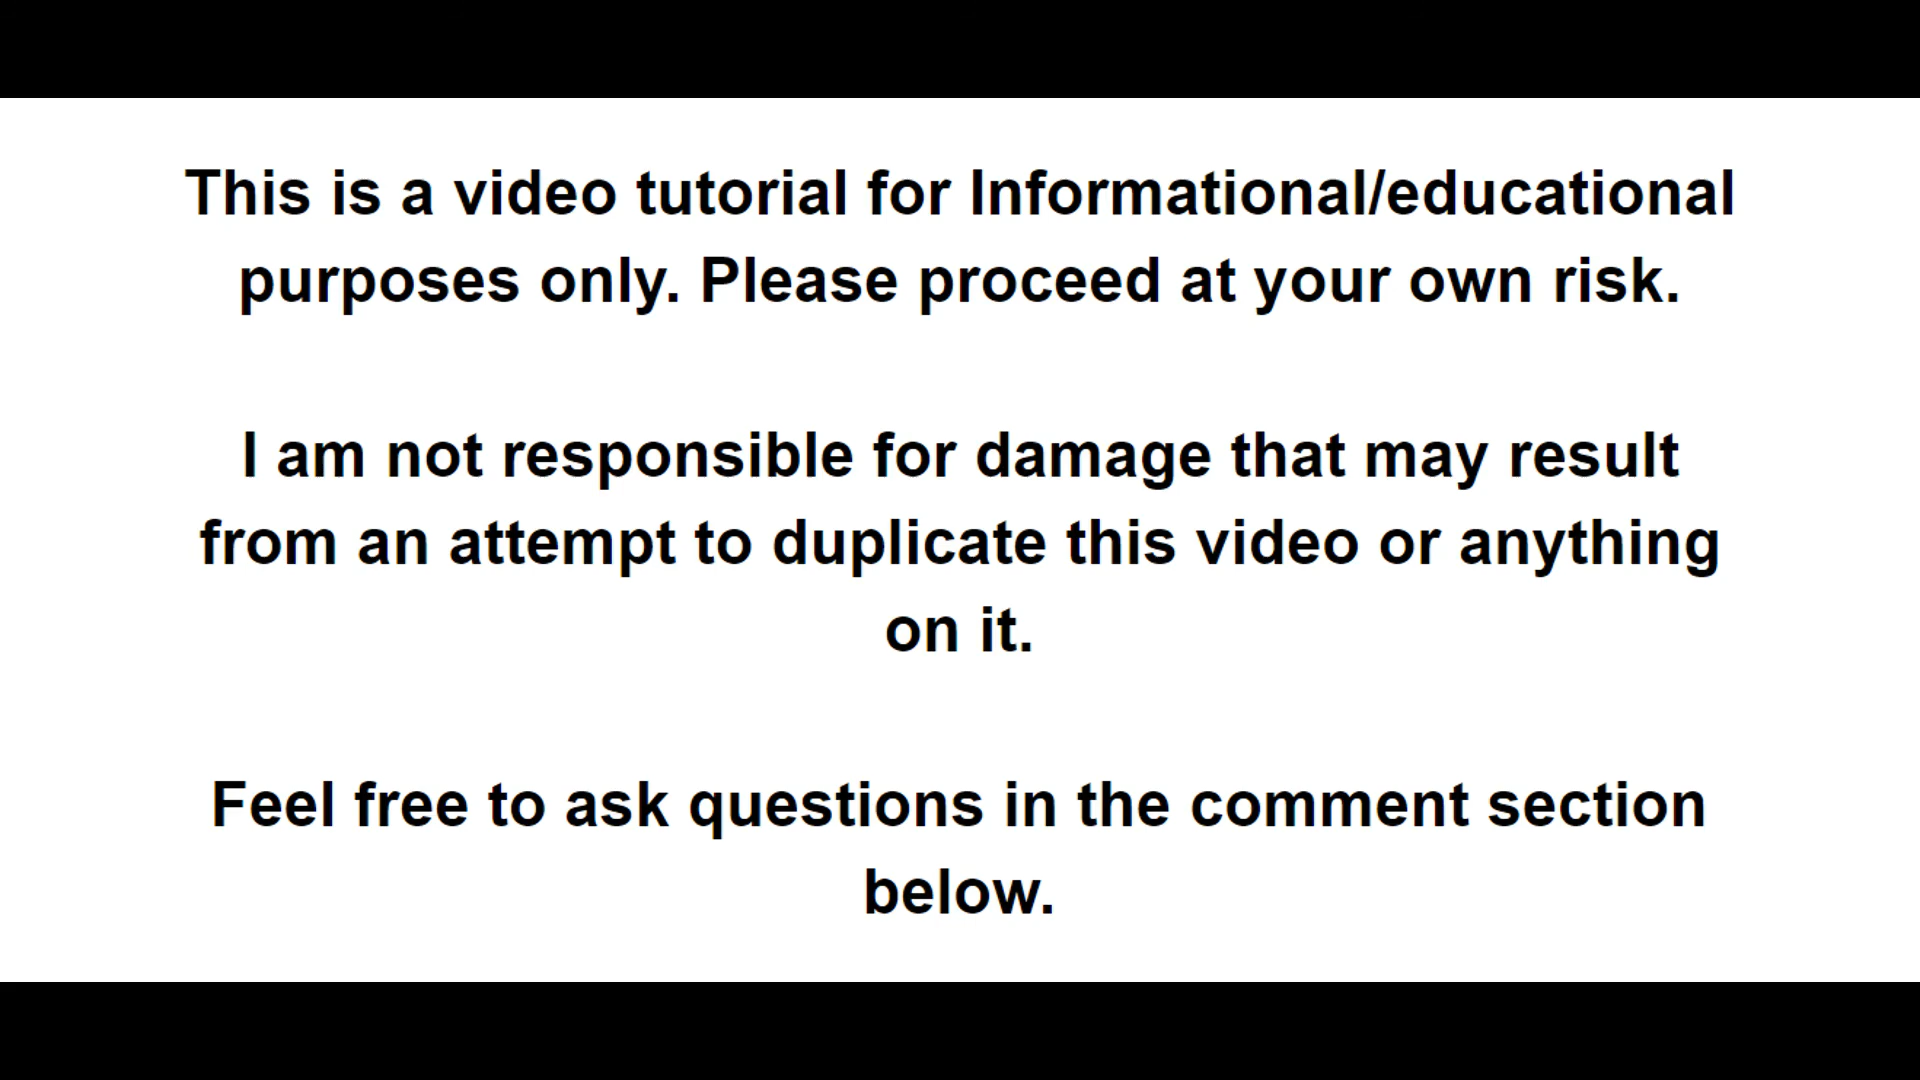 This is a video tutorial for Informational/educational
purposes only. Please proceed at your own risk.
I am not responsible for damage that may result
from an attempt to duplicate this video or anything
on it.
Feel free to ask questions in the comment section
below.